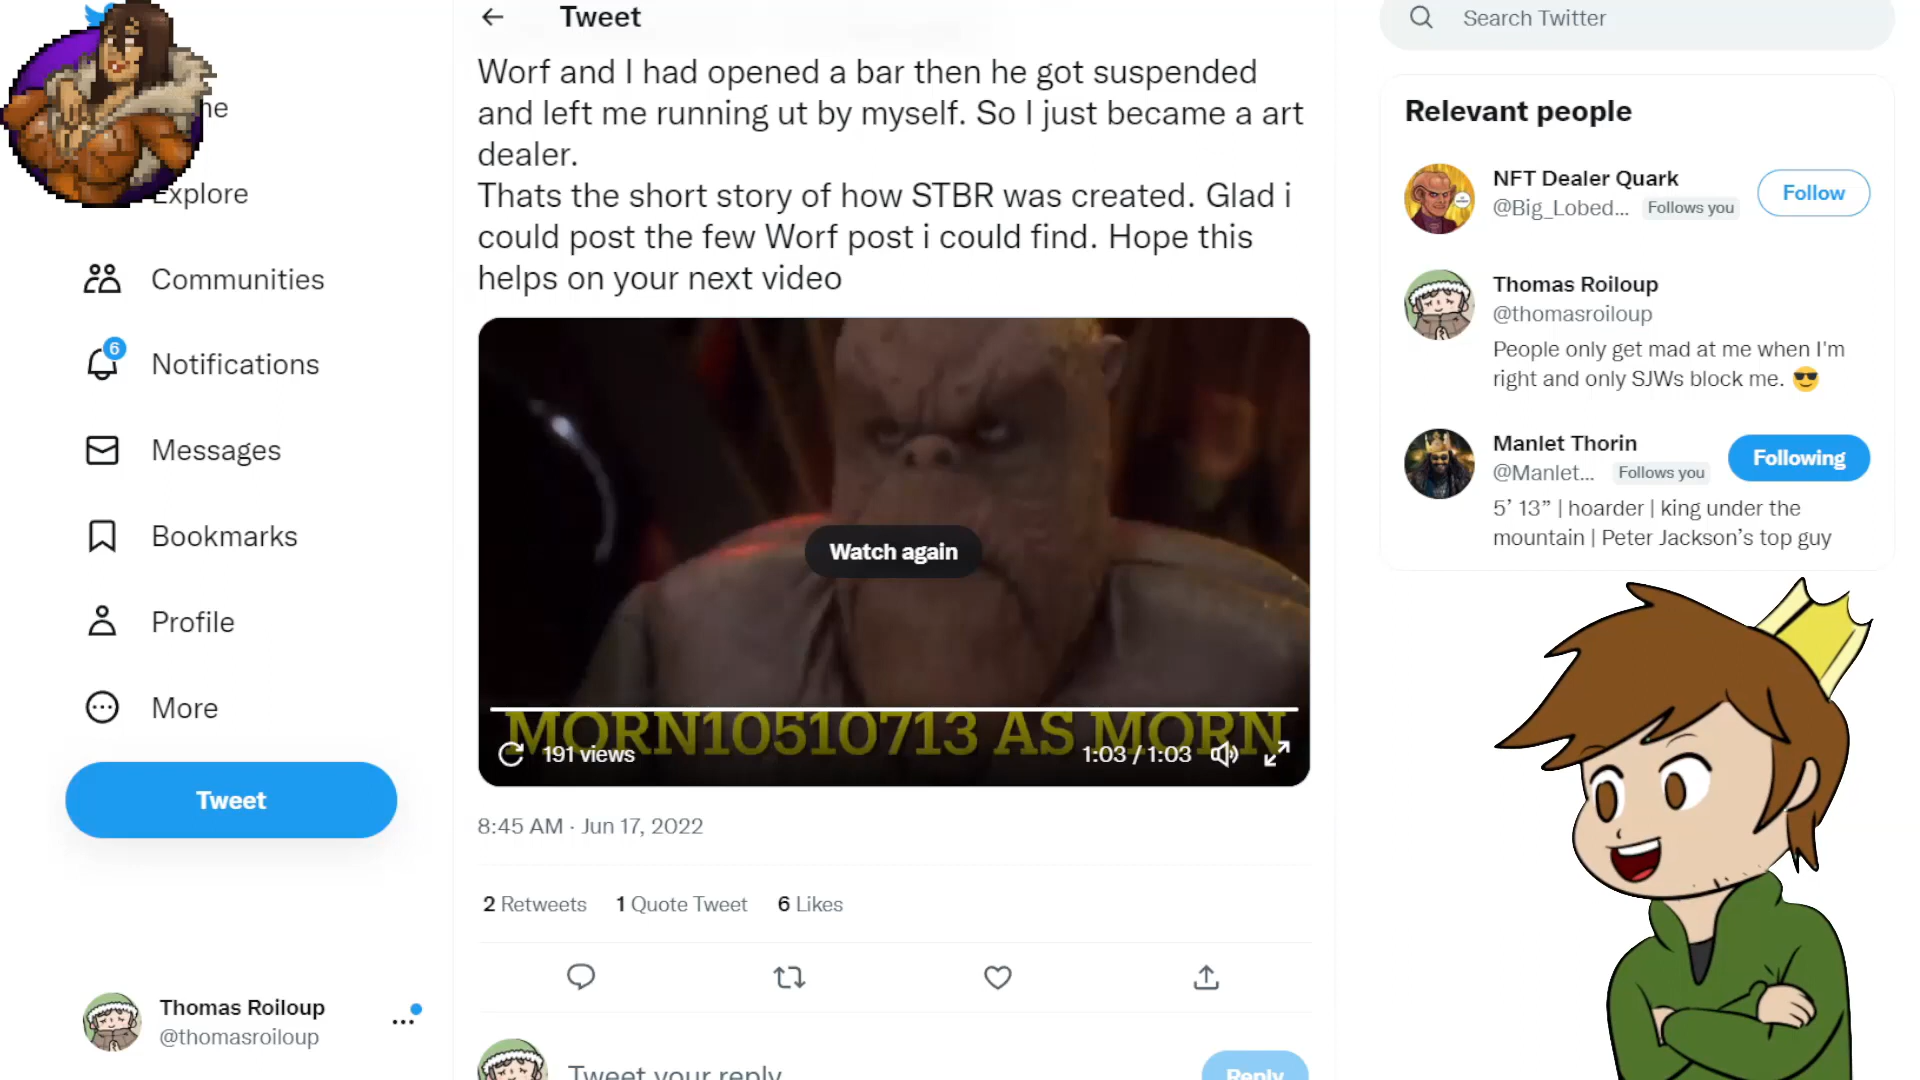 Tweet
Worf and I had opened a bar then he got suspended
and left me running ut by myself. So I just became a art
dealer.
Thats the short story of how STBR was created. Glad i
could post the few Worf post i could find. Hope this
helps on your next video
Watch again
MORN10510713 AS MORN
191 views
1:03 / 1:03
8:45 AM · Jun 17, 2022
2 Retweets 1 Quote Tweet 6 Likes
Tweet your reply
Reply
Explore
Communities
6
Notifications
Messages
Bookmarks
Profile
More
Tweet
Thomas Roiloup
@thomasroiloup
Search Twitter
Relevant people
NFT Dealer Quark
@Big_Lobed... Follows you
Follow
Thomas Roiloup
@thomasroiloup
People only get mad at me when I'm
right and only SJWs block me. 😎
Manlet Thorin
@Manlet... Follows you
Following
5’ 13” | hoarder | king under the
mountain | Peter Jackson’s top guy